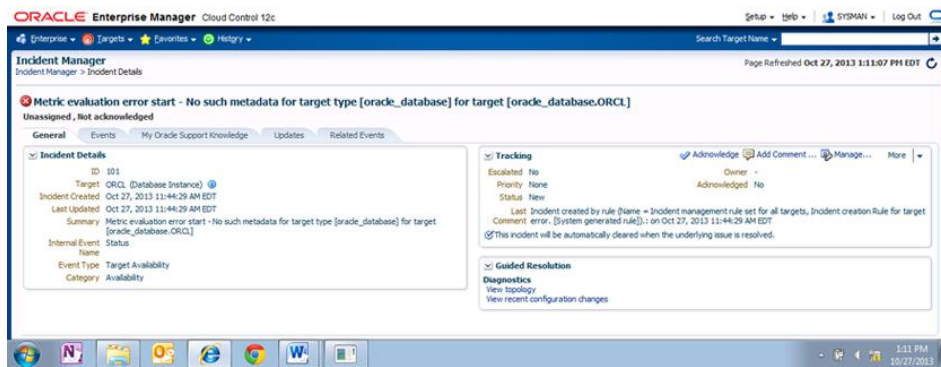 ORACLE Enterprise Manager Cloud Control 12c
Setup Help SYSMAN Log Out
Enterprise Targets Favorites History
Search Target Name
Incident Manager
Incident Manager > Incident Details
Page Refreshed Oct 27, 2013 1:11:07 PM EDT
Metric evaluation error start - No such metadata for target type [oracle_database] for target [oracle_database.ORCL]
Unassigned , Not acknowledged
General Events My Oracle Support Knowledge Updates Related Events
Incident Details
ID 101
Target ORCL (Database Instance)
Incident Created Oct 27, 2013 11:44:29 AM EDT
Last Updated Oct 27, 2013 11:44:29 AM EDT
Summary Metric evaluation error start - No such metadata for target type [oracle_database] for target
[oracle_database.ORCL]
Internal Event Status
Name
Event Type Target Availability
Category Availability
Tracking
Acknowledge Add Comment ... Manage... More
Escalated No
Owner -
Priority None
Acknowledged No
Status New
Last Incident created by rule (Name = Incident management rule set for all targets, Incident creation Rule for target
Comment error. [System generated rule]).: on Oct 27, 2013 11:44:29 AM EDT
This incident will be automatically cleared when the underlying issue is resolved.
Guided Resolution
Diagnostics
View topology
View recent configuration changes
1:11 PM
10/27/2013